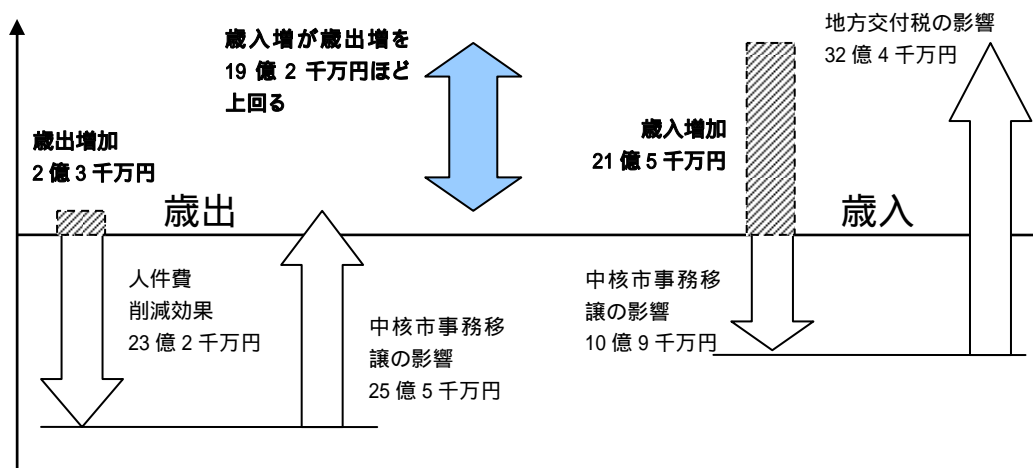 歳入増が歳出増を
19 億 2 千万円ほど
上回る
歳出増加
2 億 3 千万円
歳出
人件費
削減効果
23 億 2 千万円
中核市事務移
譲の影響
25 億 5 千万円
地方交付税の影響
32 億 4 千万円
歳入増加
21 億 5 千万円
歳入
中核市事務移
譲の影響
10 億 9 千万円